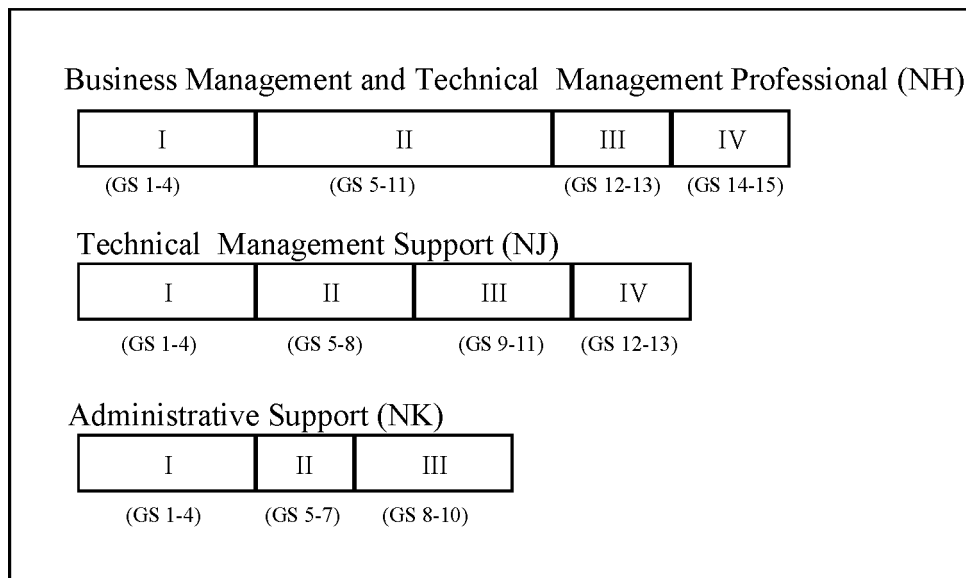 Business Management and Technical Management Professional (NH)
I II III IV
(GS 1-4) (GS 5-11) (GS 12-13) (GS 14-15)
Technical Management Support (NJ)
I II III IV
(GS 1-4) (GS 5-8) (GS 9-11) (GS 12-13)
Administrative Support (NK)
I II III
(GS 1-4) (GS 5-7) (GS 8-10)